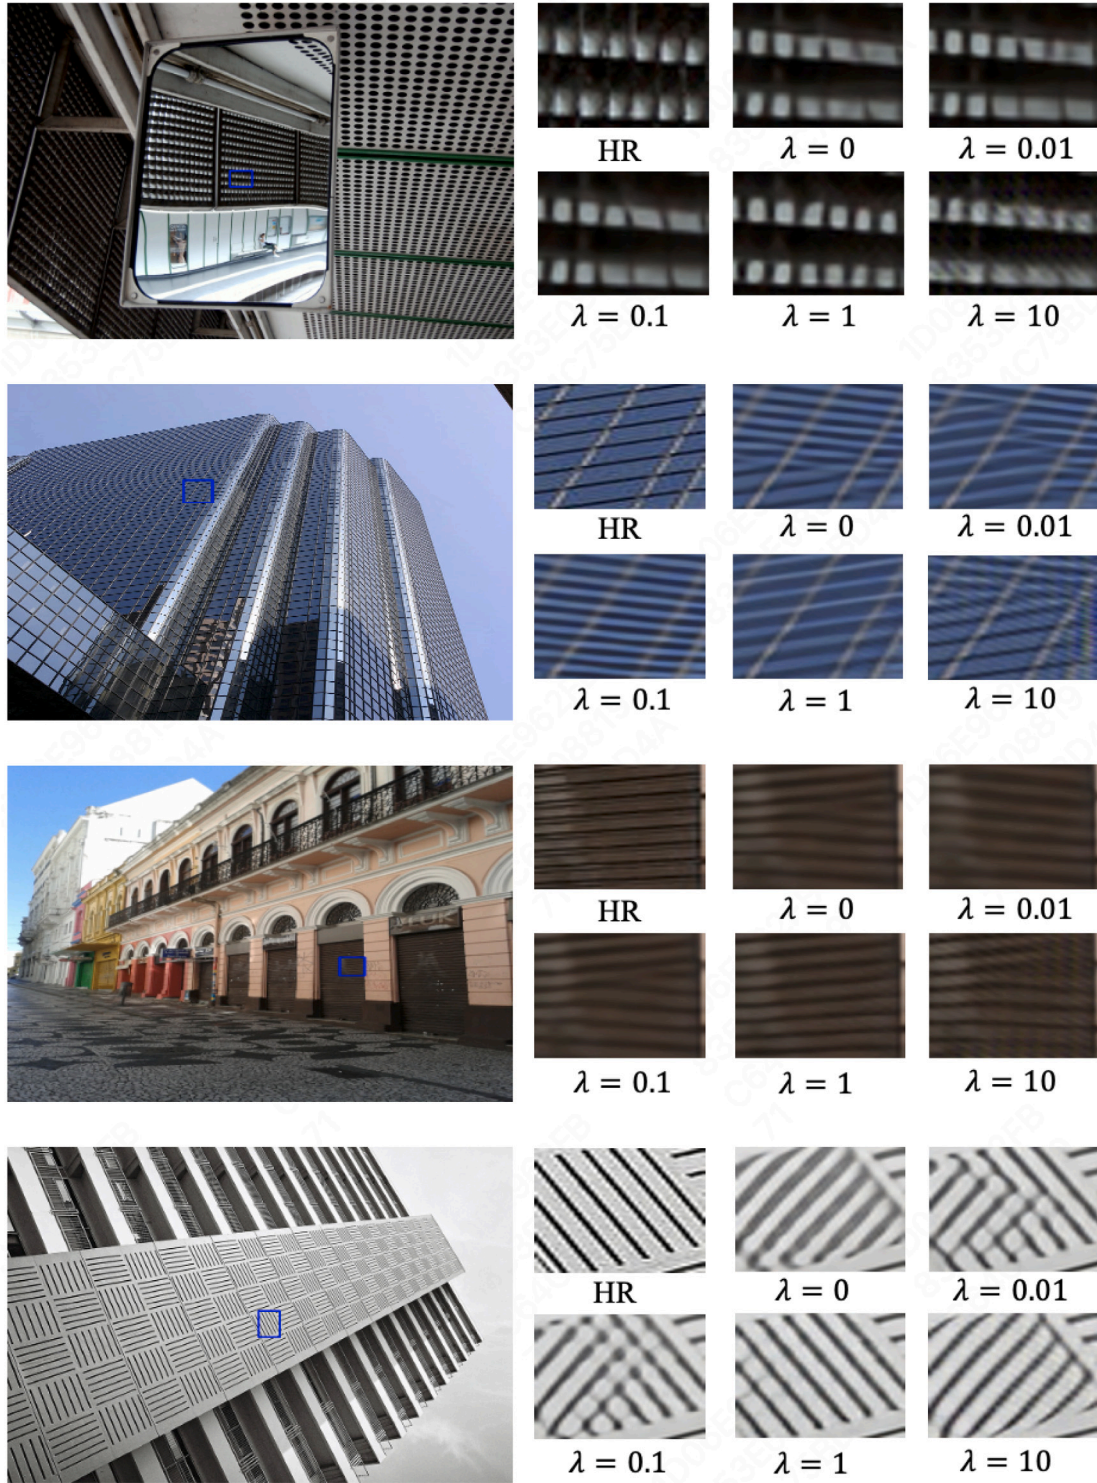 HR
λ = 0
λ = 0.01
λ = 0.1
λ = 1
λ = 10
HR
λ = 0
λ = 0.01
λ = 0.1
λ = 1
λ = 10
HR
λ = 0
λ = 0.01
λ = 0.1
λ = 1
λ = 10
HR
λ = 0
λ = 0.01
λ = 0.1
λ = 1
λ = 10